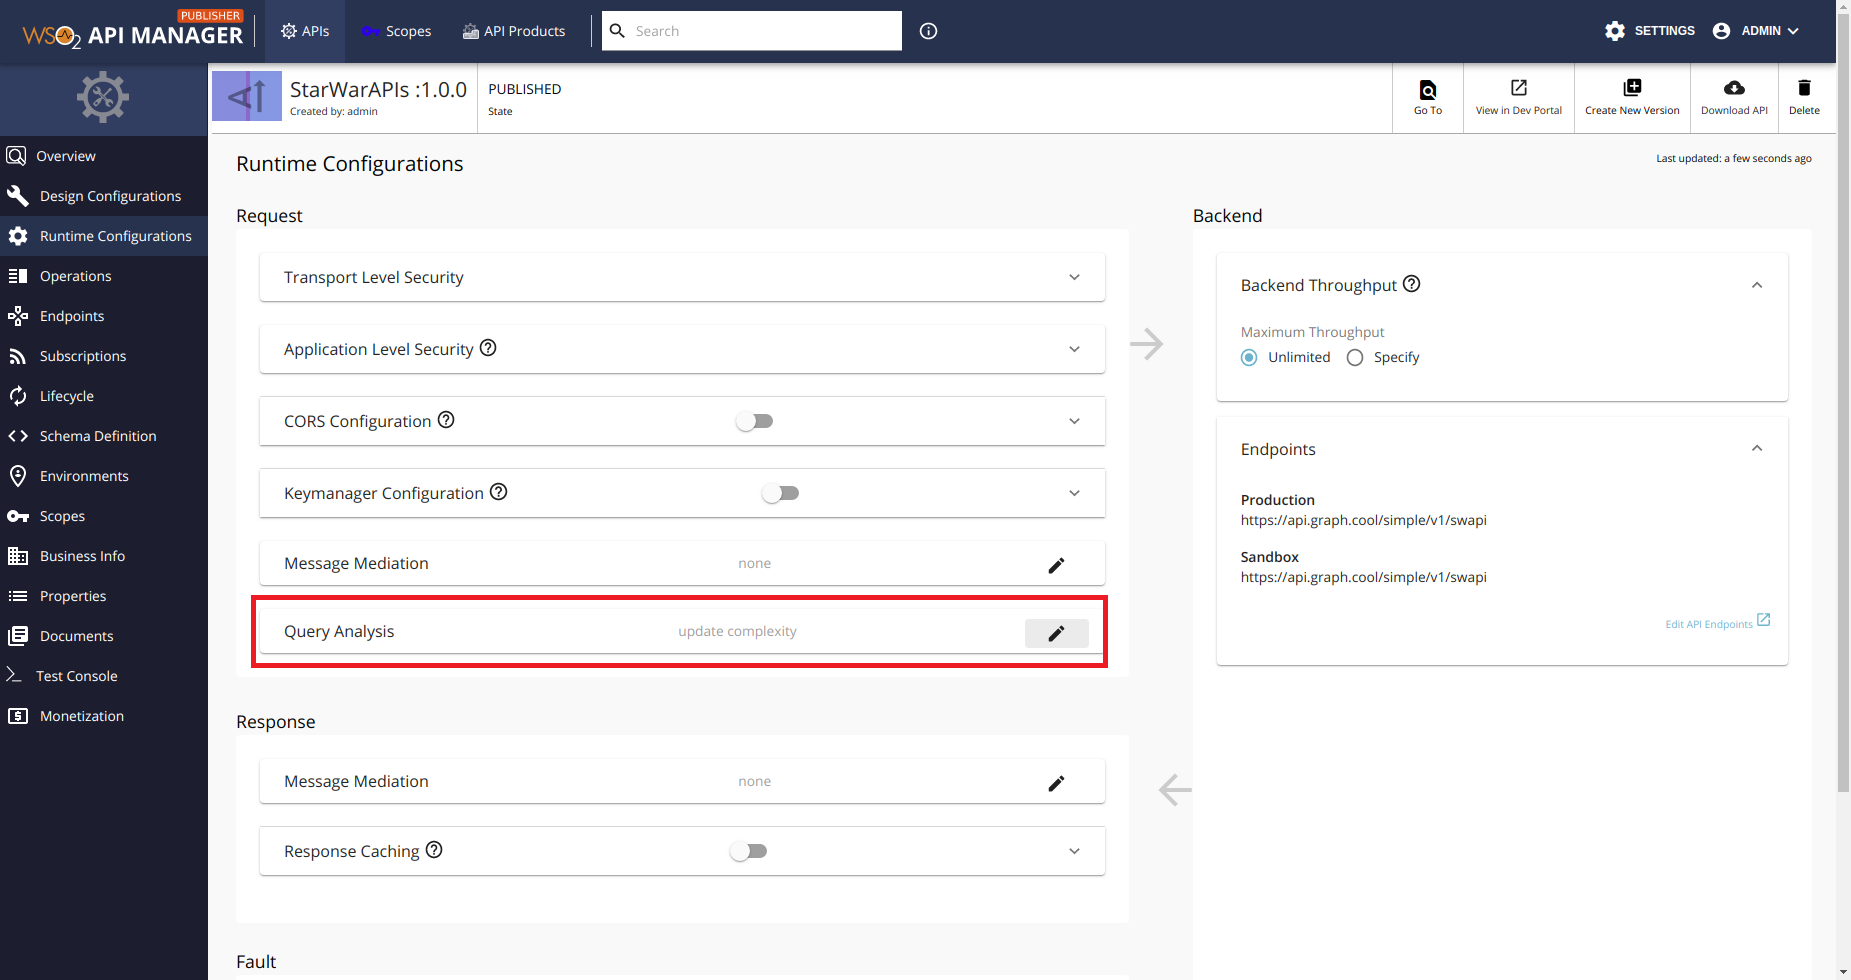 PUBLISHER
WSO2 API MANAGER
APIs
Scopes
API Products
Search
SETTINGS
ADMIN
StarWarAPIs :1.0.0
Created by: admin
PUBLISHED
State
Go To
View in Dev Portal
Create New Version
Download API
Delete
Overview
Design Configurations
Runtime Configurations
Operations
Endpoints
Subscriptions
Lifecycle
Schema Definition
Environments
Scopes
Business Info
Properties
Documents
Test Console
Monetization
Runtime Configurations
Last updated: a few seconds ago
Request
Transport Level Security
Application Level Security
CORS Configuration
Keymanager Configuration
Message Mediation none
Query Analysis update complexity
Response
Message Mediation none
Response Caching
Fault
Backend
Backend Throughput
Maximum Throughput
Unlimited Specify
Endpoints
Production
https://api.graph.cool/simple/v1/swapi
Sandbox
https://api.graph.cool/simple/v1/swapi
Edit API Endpoints